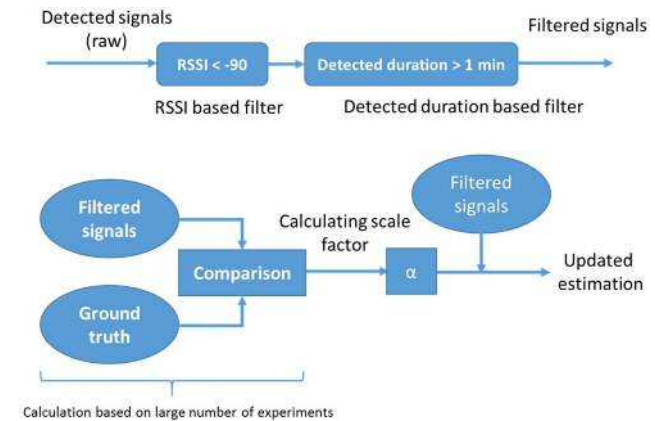 Detected signals
(raw)
Filtered signals
RSSI < -90
Detected duration > 1 min
RSSI based filter
Detected duration based filter
Filtered
signals
Filtered
signals
Calculating scale
factor
Comparison
α
Updated
estimation
Ground
truth
Calculation based on large number of experiments